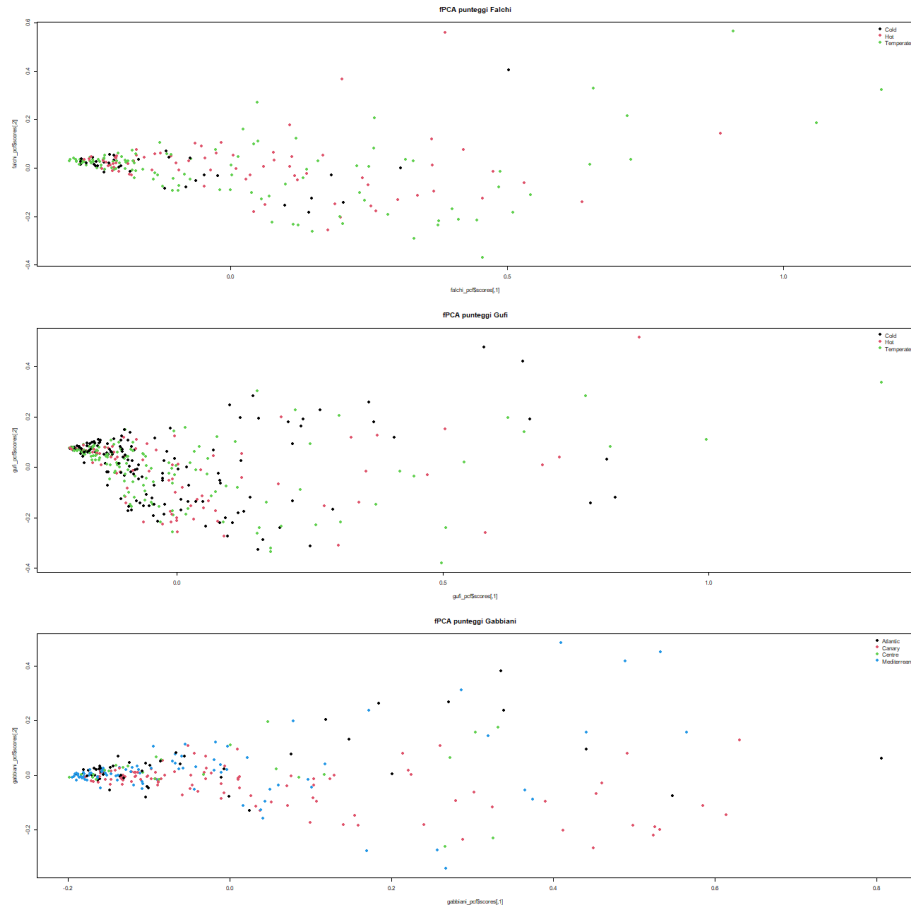 fPCA punteggi Falchi
Cold
Hot
Temperate
0.6
0.4
0.2
0.0
-0.2
-0.4
falchi_pcf$scores[,2]
0.0
0.5
1.0
falchi_pcf$scores[,1]
fPCA punteggi Gufi
Cold
Hot
Temperate
0.4
0.2
0.0
-0.2
-0.4
gufi_pcf$scores[,2]
0.0
0.5
1.0
gufi_pcf$scores[,1]
fPCA punteggi Gabbiani
Atlantic
Canary
Centre
Mediterrean
0.4
0.2
0.0
-0.2
gabbiani_pcf$scores[,2]
-0.2
0.0
0.2
0.4
0.6
0.8
gabbiani_pcf$scores[,1]